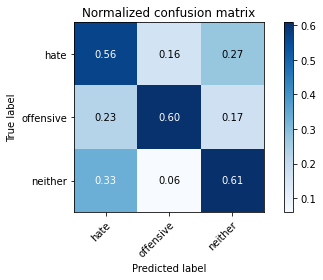 Normalized confusion matrix
True label
hate
0.56 0.16 0.27
offensive
0.23 0.60 0.17
neither
0.33 0.06 0.61
hate
offensive
neither
Predicted label
0.6
0.5
0.4
0.3
0.2
0.1